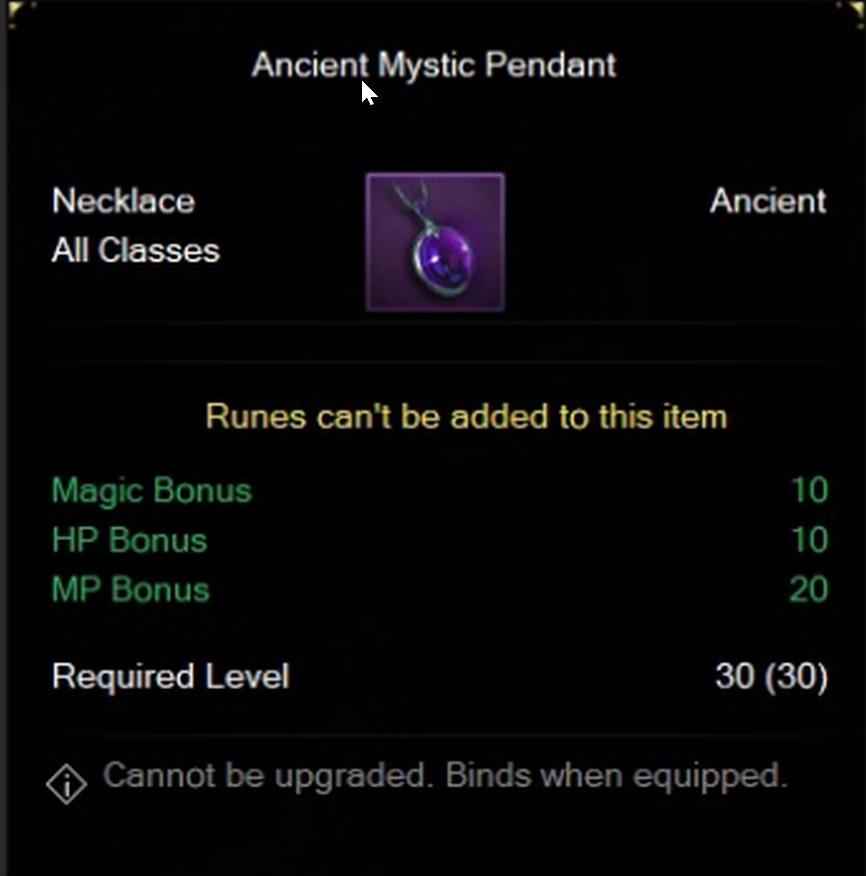 Ancient Mystic Pendant
Necklace
Ancient
All Classes
Runes can't be added to this item
Magic Bonus 10
HP Bonus 10
MP Bonus 20
Required Level 30 (30)
Cannot be upgraded. Binds when equipped.